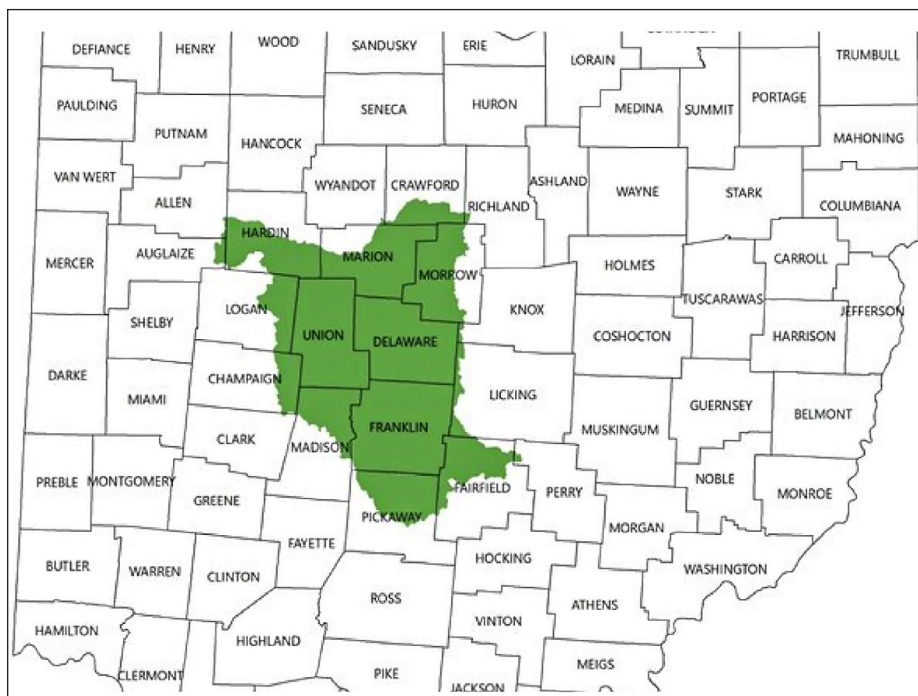 WOOD
SANDUSKY
ERIE
DEFIANCE
HENRY
LORAIN
TRUMBULL
PAULDING
SENECA
HURON
MEDINA
SUMMIT
PORTAGE
PUTNAM
HANCOCK
MAHONING
VAN WERT
WYANDOT
CRAWFORD
ASHLAND
WAYNE
STARK
ALLEN
RICHLAND
COLUMBIANA
HARDIN
AUGLAIZE
MARION
MERCER
HOLMES
CARROLL
MORROW
TUSCARAWAS
LOGAN
KNOX
JEFFERSON
SHELBY
UNION
DELAWARE
COSHOCTON
HARRISON
DARKE
CHAMPAIGN
LICKING
MIAMI
GUERNSEY
BELMONT
FRANKLIN
MUSKINGUM
CLARK
MADISON
PREBLE
MONTGOMERY
NOBLE
FAIRFIELD
PERRY
MONROE
GREENE
PICKAWAY
MORGAN
FAYETTE
HOCKING
BUTLER
WARREN
CLINTON
WASHINGTON
ROSS
ATHENS
HAMILTON
VINTON
HIGHLAND
MEIGS
CLERMONT
PIKE
JACKSON